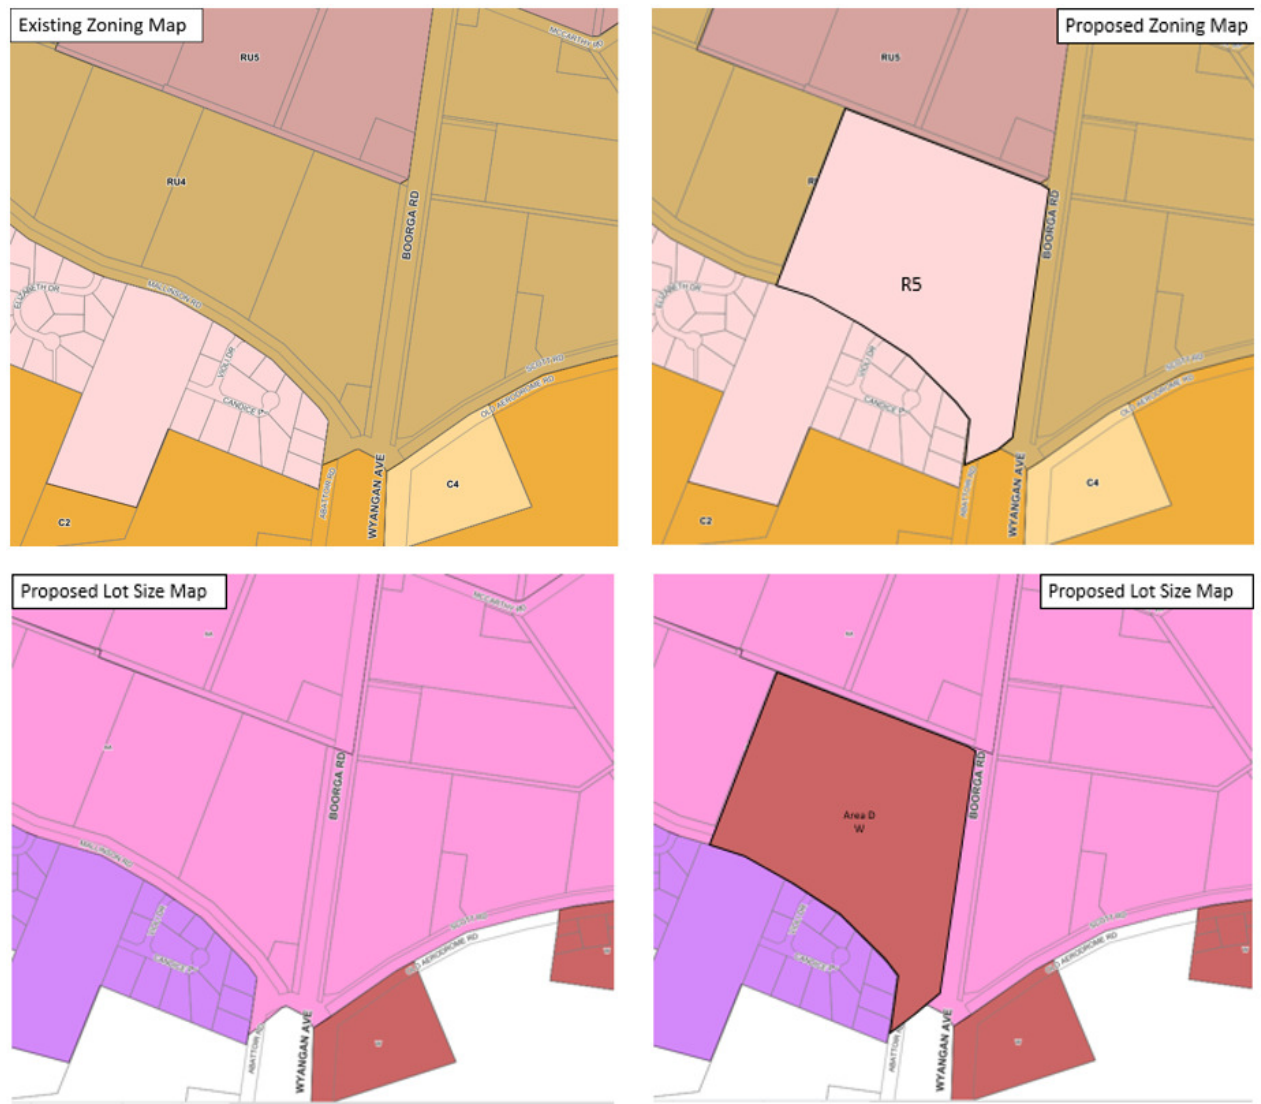 Existing Zoning Map
MCCARTHY RD
RU5
RU4
BOORGA RD
MALLINSON RD
ELIZABETH DR
VIOLI DR
CANDICE
SCOTT RD
OLD AERODROME RD
ABATTOIR RD
WYANGAN AVE
C4
C2
Proposed Zoning Map
RU5
BOORGA RD
R5
ELIZABETH DR
VIOLI DR
CANDICE
SCOTT RD
OLD AERODROME RD
ABATTOIR RD
WYANGAN AVE
C4
C2
Proposed Lot Size Map
MCCARTHY RD
BOORGA RD
MALLINSON RD
VIOLI DR
CANDICE
SCOTT RD
OLD AERODROME RD
ABATTOIR RD
WYANGAN AVE
Proposed Lot Size Map
BOORGA RD
Area D
W
VIOLI DR
CANDICE
SCOTT RD
OLD AERODROME RD
ABATTOIR RD
WYANGAN AVE